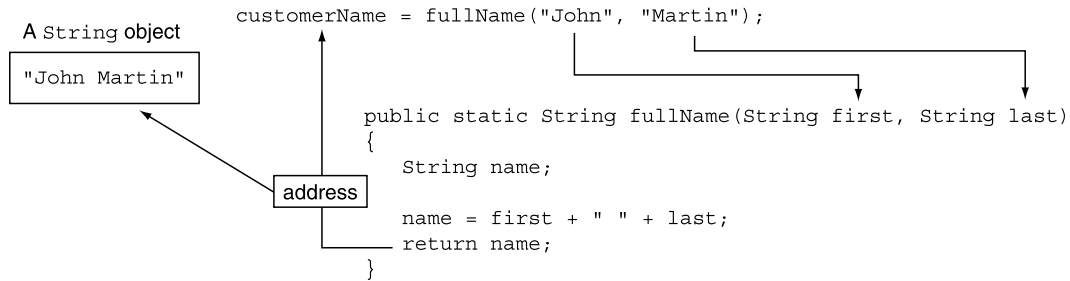 customerName = fullName("John", "Martin");
A String object
"John Martin"
public static String fullName(String first, String last)
{
String name;
address
name = first + " " + last;
return name;
}